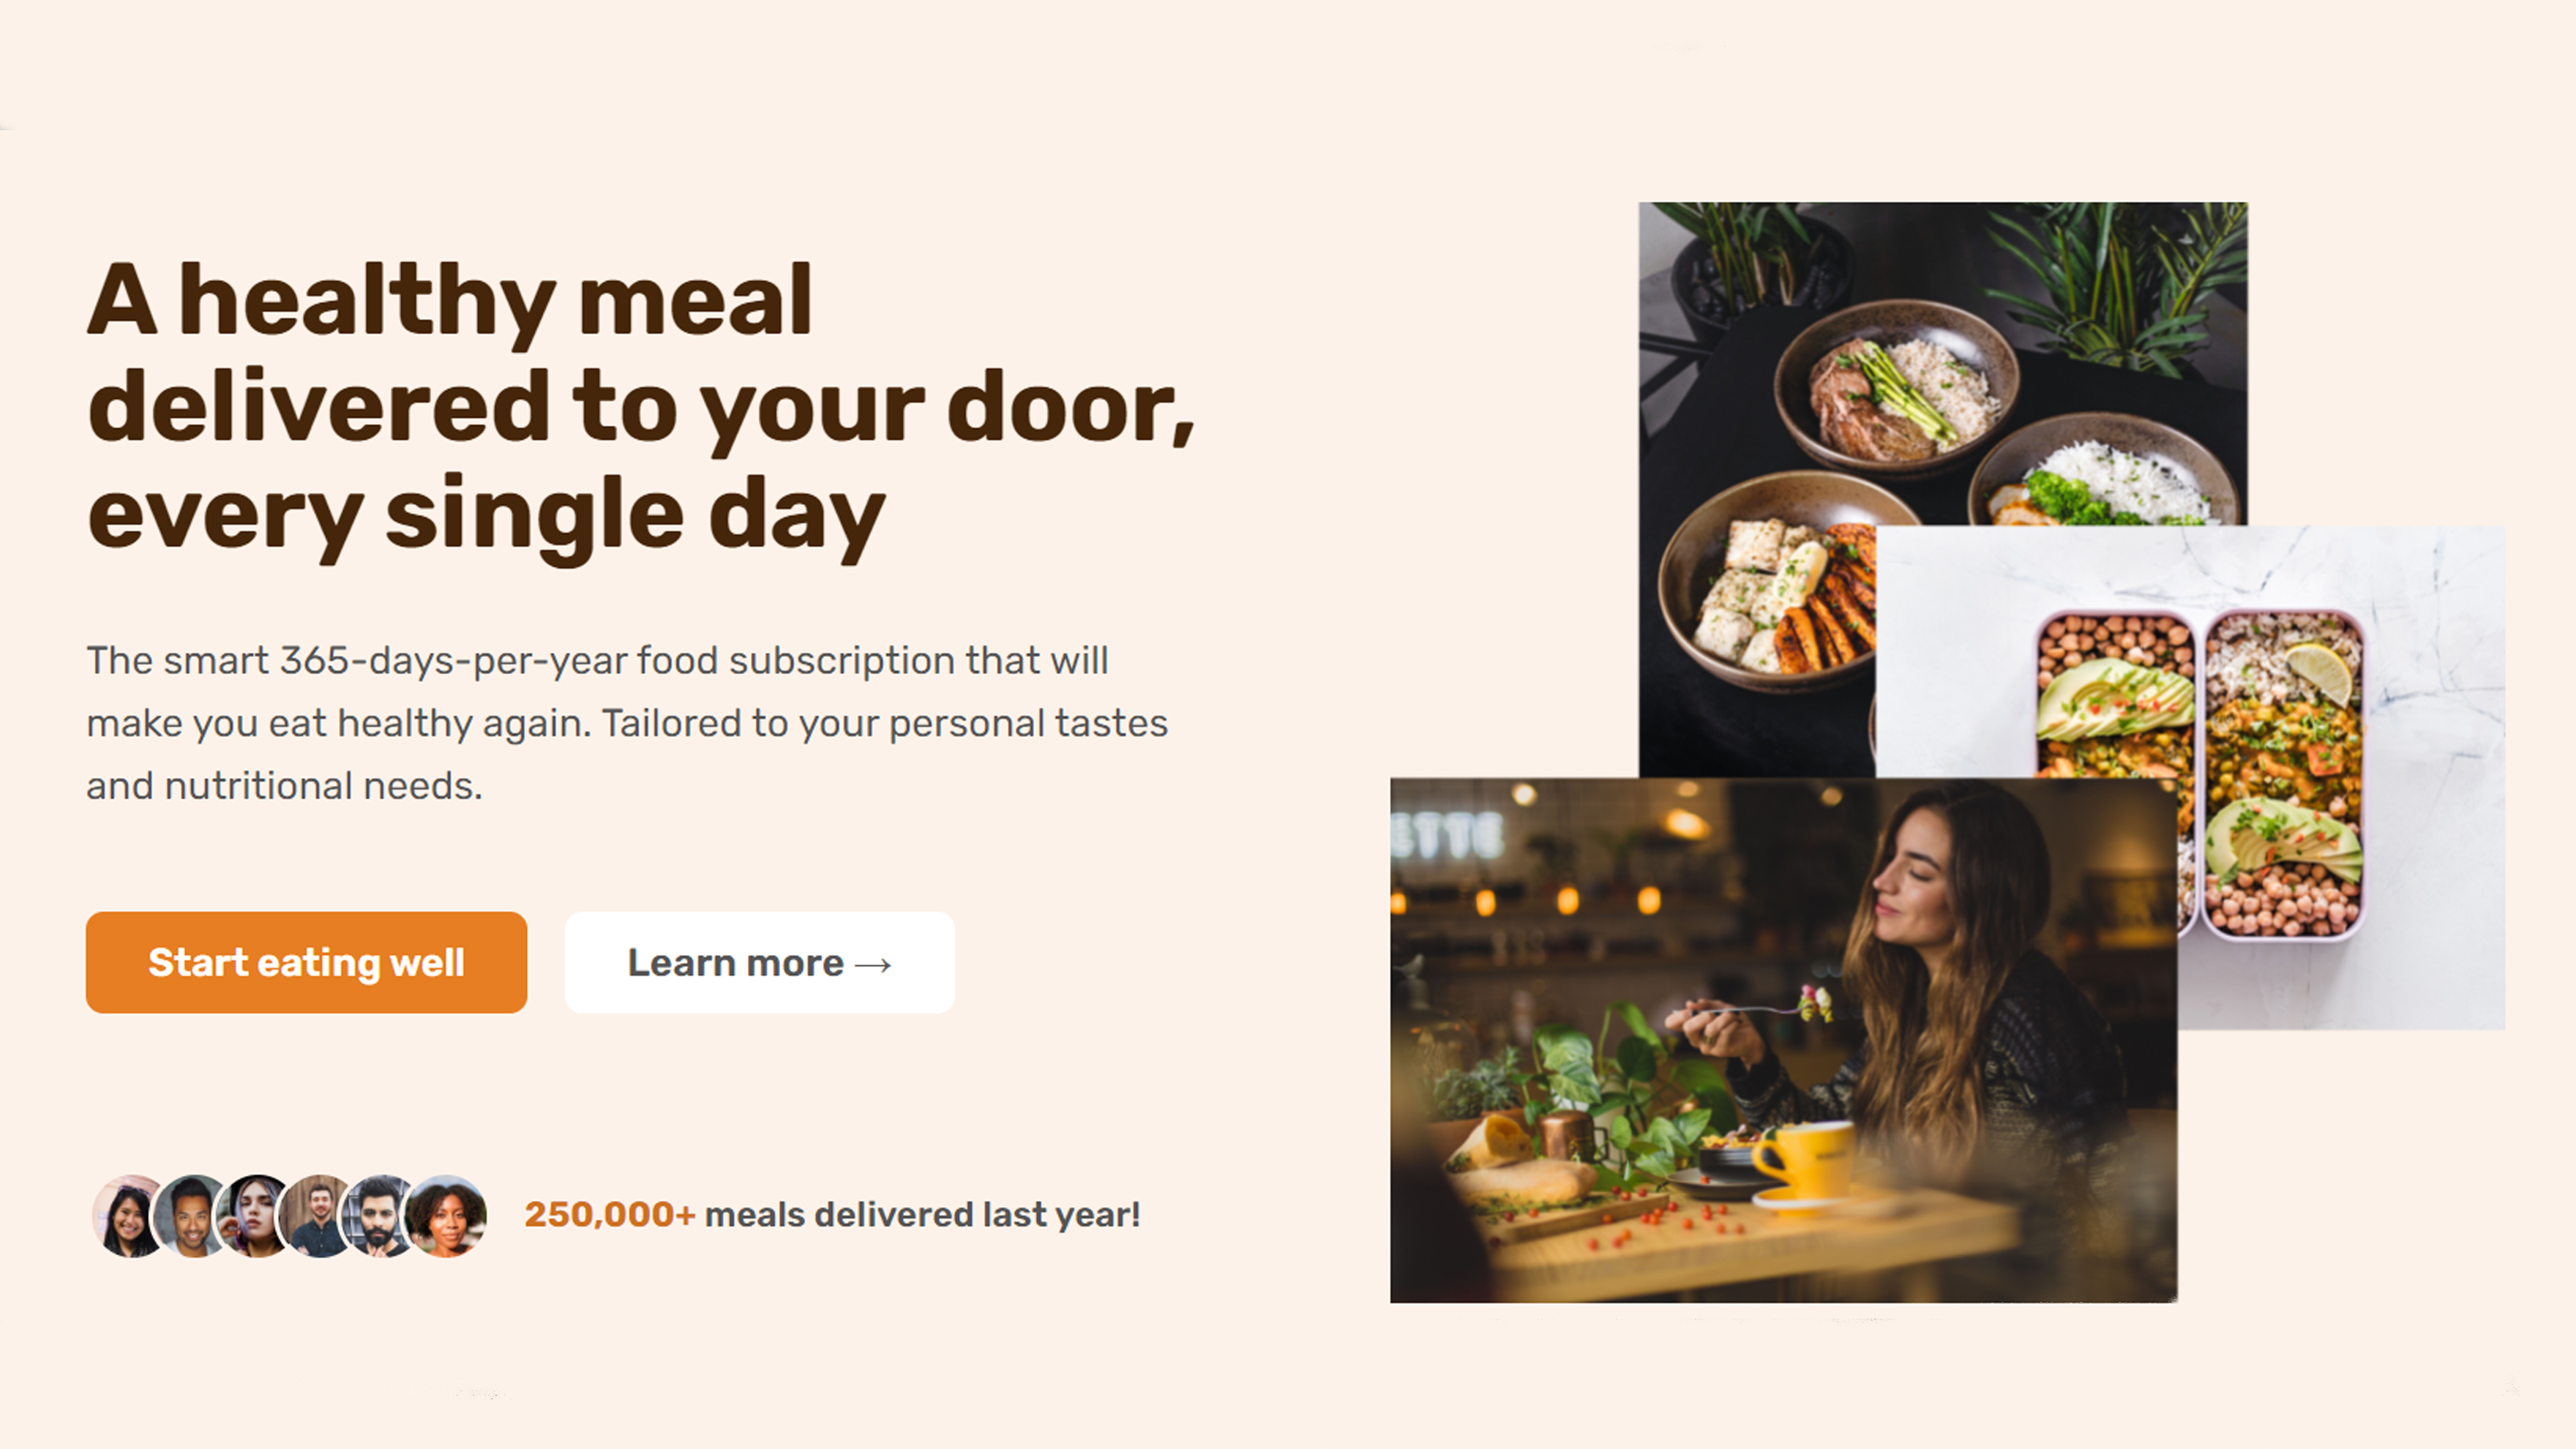 A healthy meal
delivered to your door,
every single day
The smart 365-days-per-year food subscription that will
make you eat healthy again. Tailored to your personal tastes
and nutritional needs.
Start eating well
Learn more →
250,000+ meals delivered last year!
ETTE